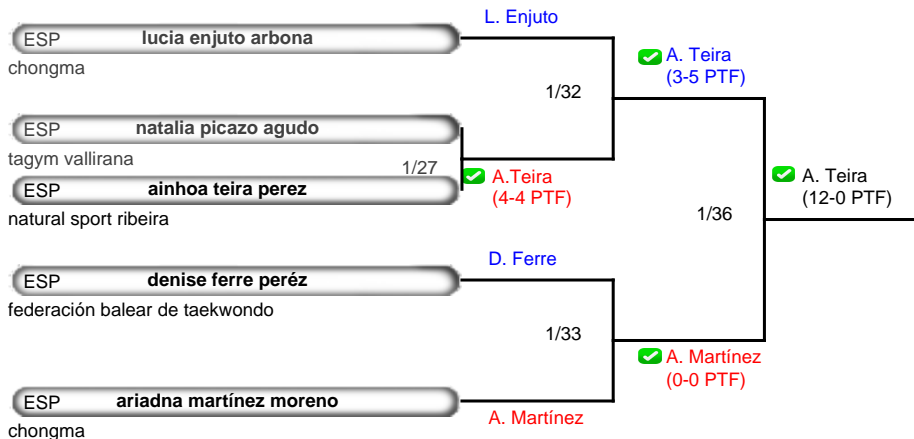 L. Enjuto
ESP lucia enjuto arbona
chongma
A. Teira
(3-5 PTF)
1/32
ESP natalia picazo agudo
tagym vallirana
1/27
A.Teira
(4-4 PTF)
ESP ainhoa teira perez
natural sport ribeira
A. Teira
(12-0 PTF)
1/36
D. Ferre
ESP denise ferre peréz
federación balear de taekwondo
1/33
A. Martínez
(0-0 PTF)
ESP ariadna martínez moreno
A. Martínez
chongma